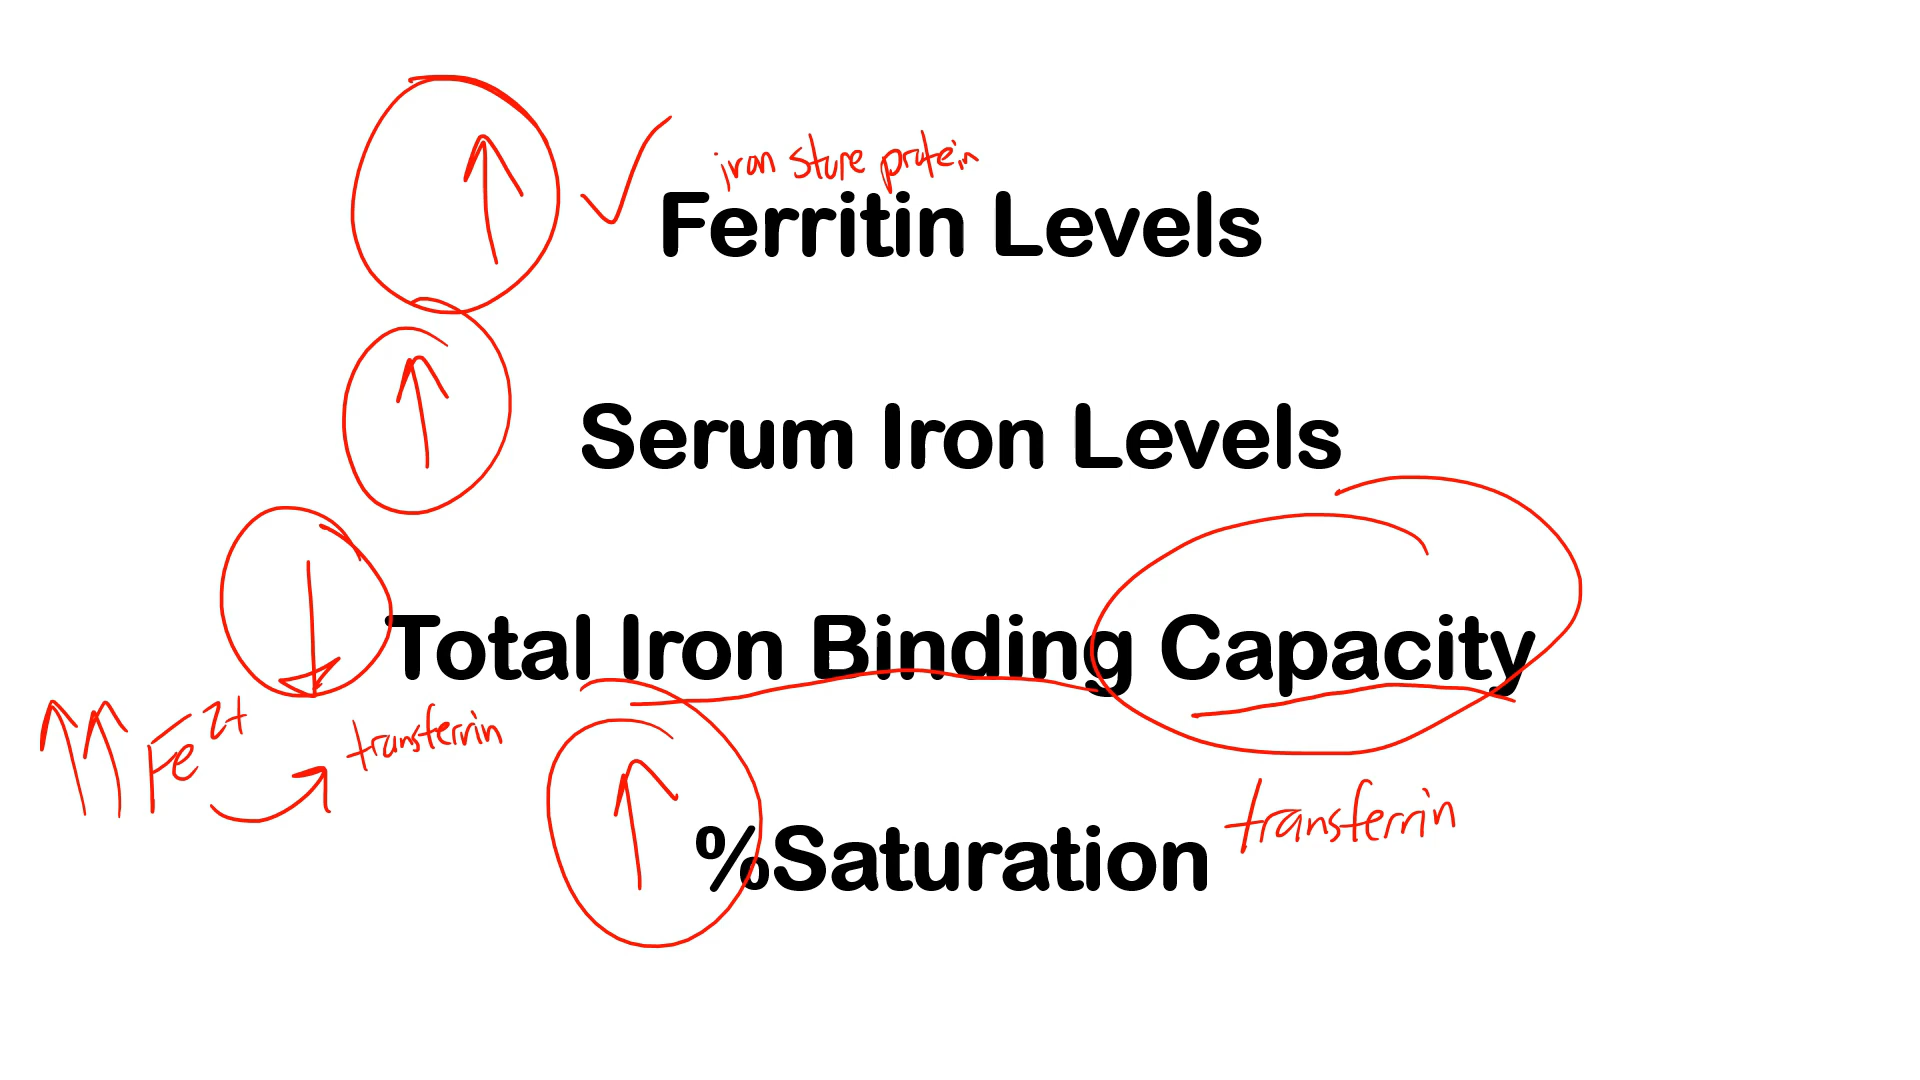 iron store protein
Ferritin Levels
Serum Iron Levels
Total Iron Binding Capacity
Fe2+
transferrin
transferrin
%Saturation